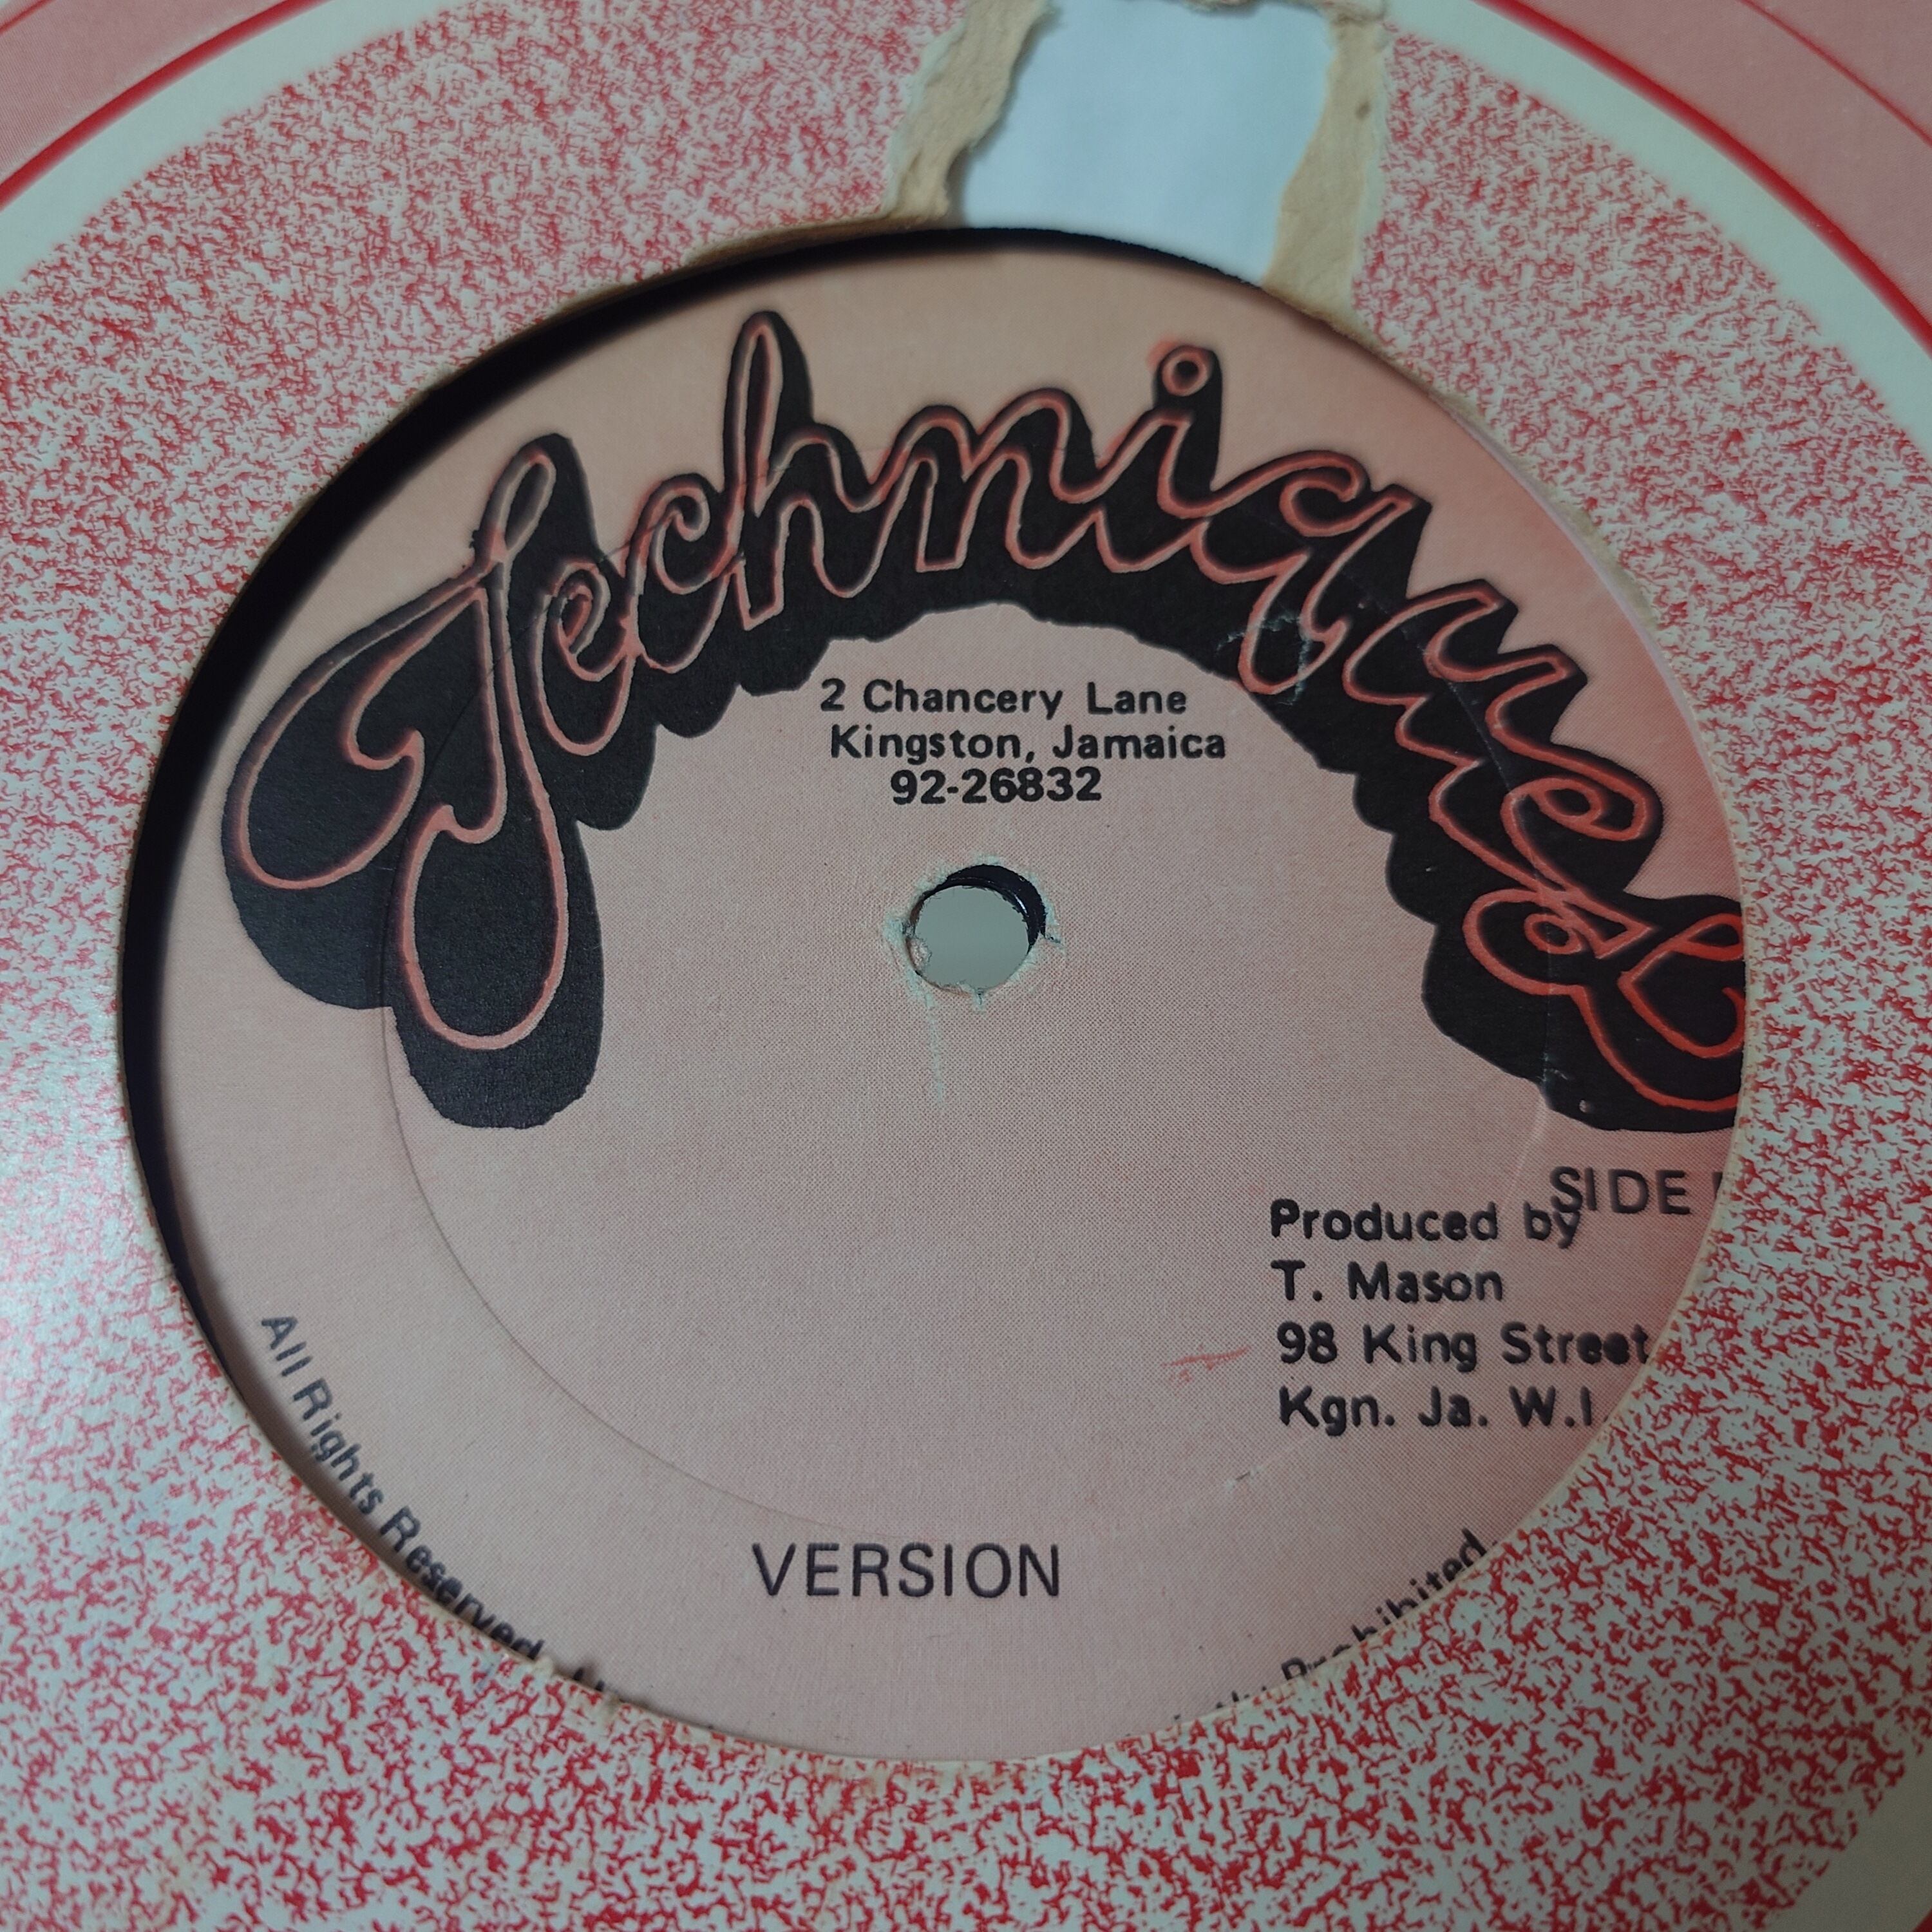 Techniques
2 Chancery Lane
Kingston, Jamaica
92-26832
SIDE
Produced by
T. Mason
98 King Street
Kgn. Ja. W.I.
VERSION
All Rights Reserved
Prohibited